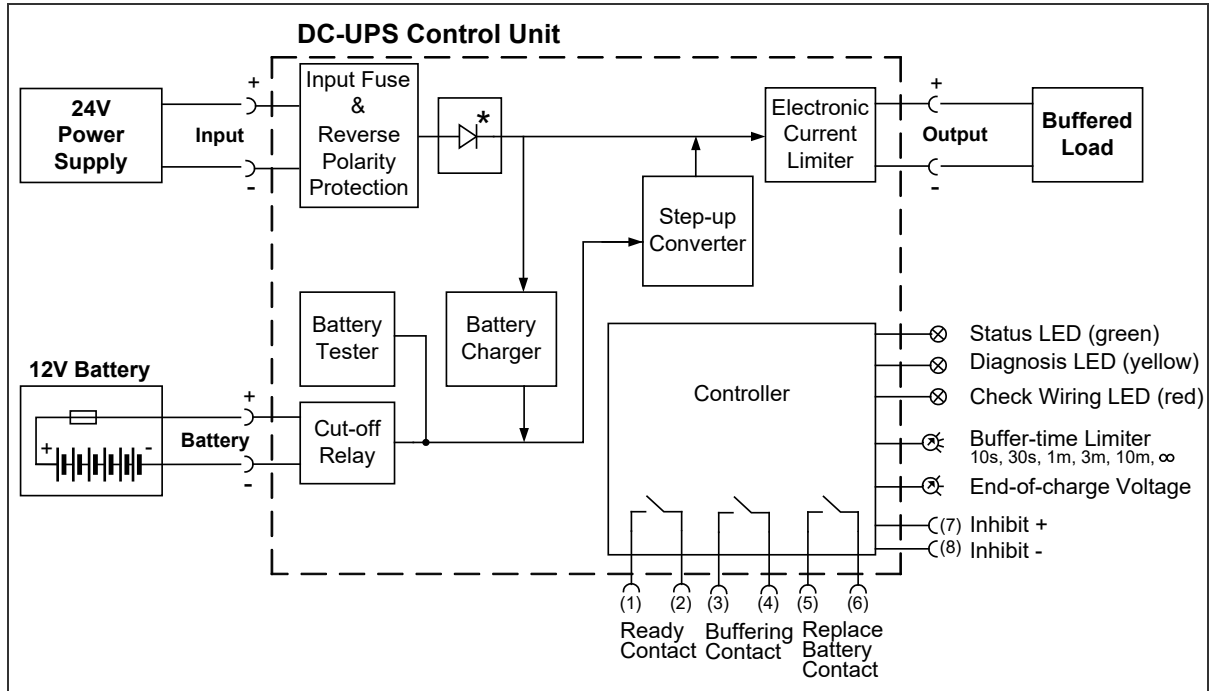 DC-UPS Control Unit
24V
Power
Supply
+
Input
-
Input Fuse
&
Reverse
Polarity
Protection
*
Electronic
Current
Limiter
+
Output
-
Buffered
Load
Step-up
Converter
Battery
Tester
Battery
Charger
12V Battery
+ -
+
Battery
-
Cut-off
Relay
Controller
Status LED (green)
Diagnosis LED (yellow)
Check Wiring LED (red)
Buffer-time Limiter
10s, 30s, 1m, 3m, 10m, ∞
End-of-charge Voltage
(7) Inhibit +
(8) Inhibit -
(1) (2) (3) (4) (5) (6)
Ready
Contact
Buffering
Contact
Replace
Battery
Contact